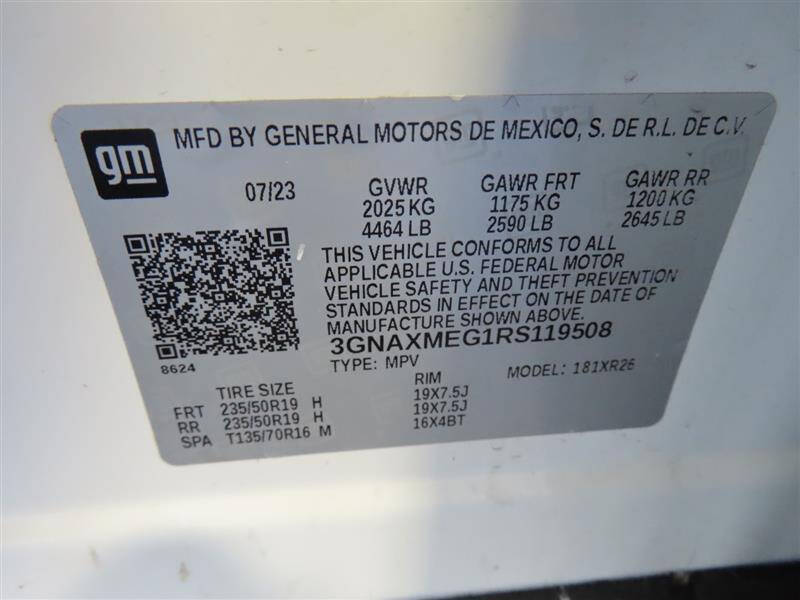 gm
MFD BY GENERAL MOTORS DE MEXICO, S. DE R.L. DE C.V.
07/23 GVWR GAWR FRT GAWR RR
2025 KG 1175 KG 1200 KG
4464 LB 2590 LB 2645 LB
THIS VEHICLE CONFORMS TO ALL
APPLICABLE U.S. FEDERAL MOTOR
VEHICLE SAFETY AND THEFT PREVENTION
STANDARDS IN EFFECT ON THE DATE OF
MANUFACTURE SHOWN ABOVE.
3GNAXMEG1RS119508
8624
TYPE: MPV MODEL: 1XR26
TIRE SIZE RIM
FRT 235/50R19 H 19X7.5J
RR 235/50R19 H 19X7.5J
SPA T135/70R16 M 16X4BT